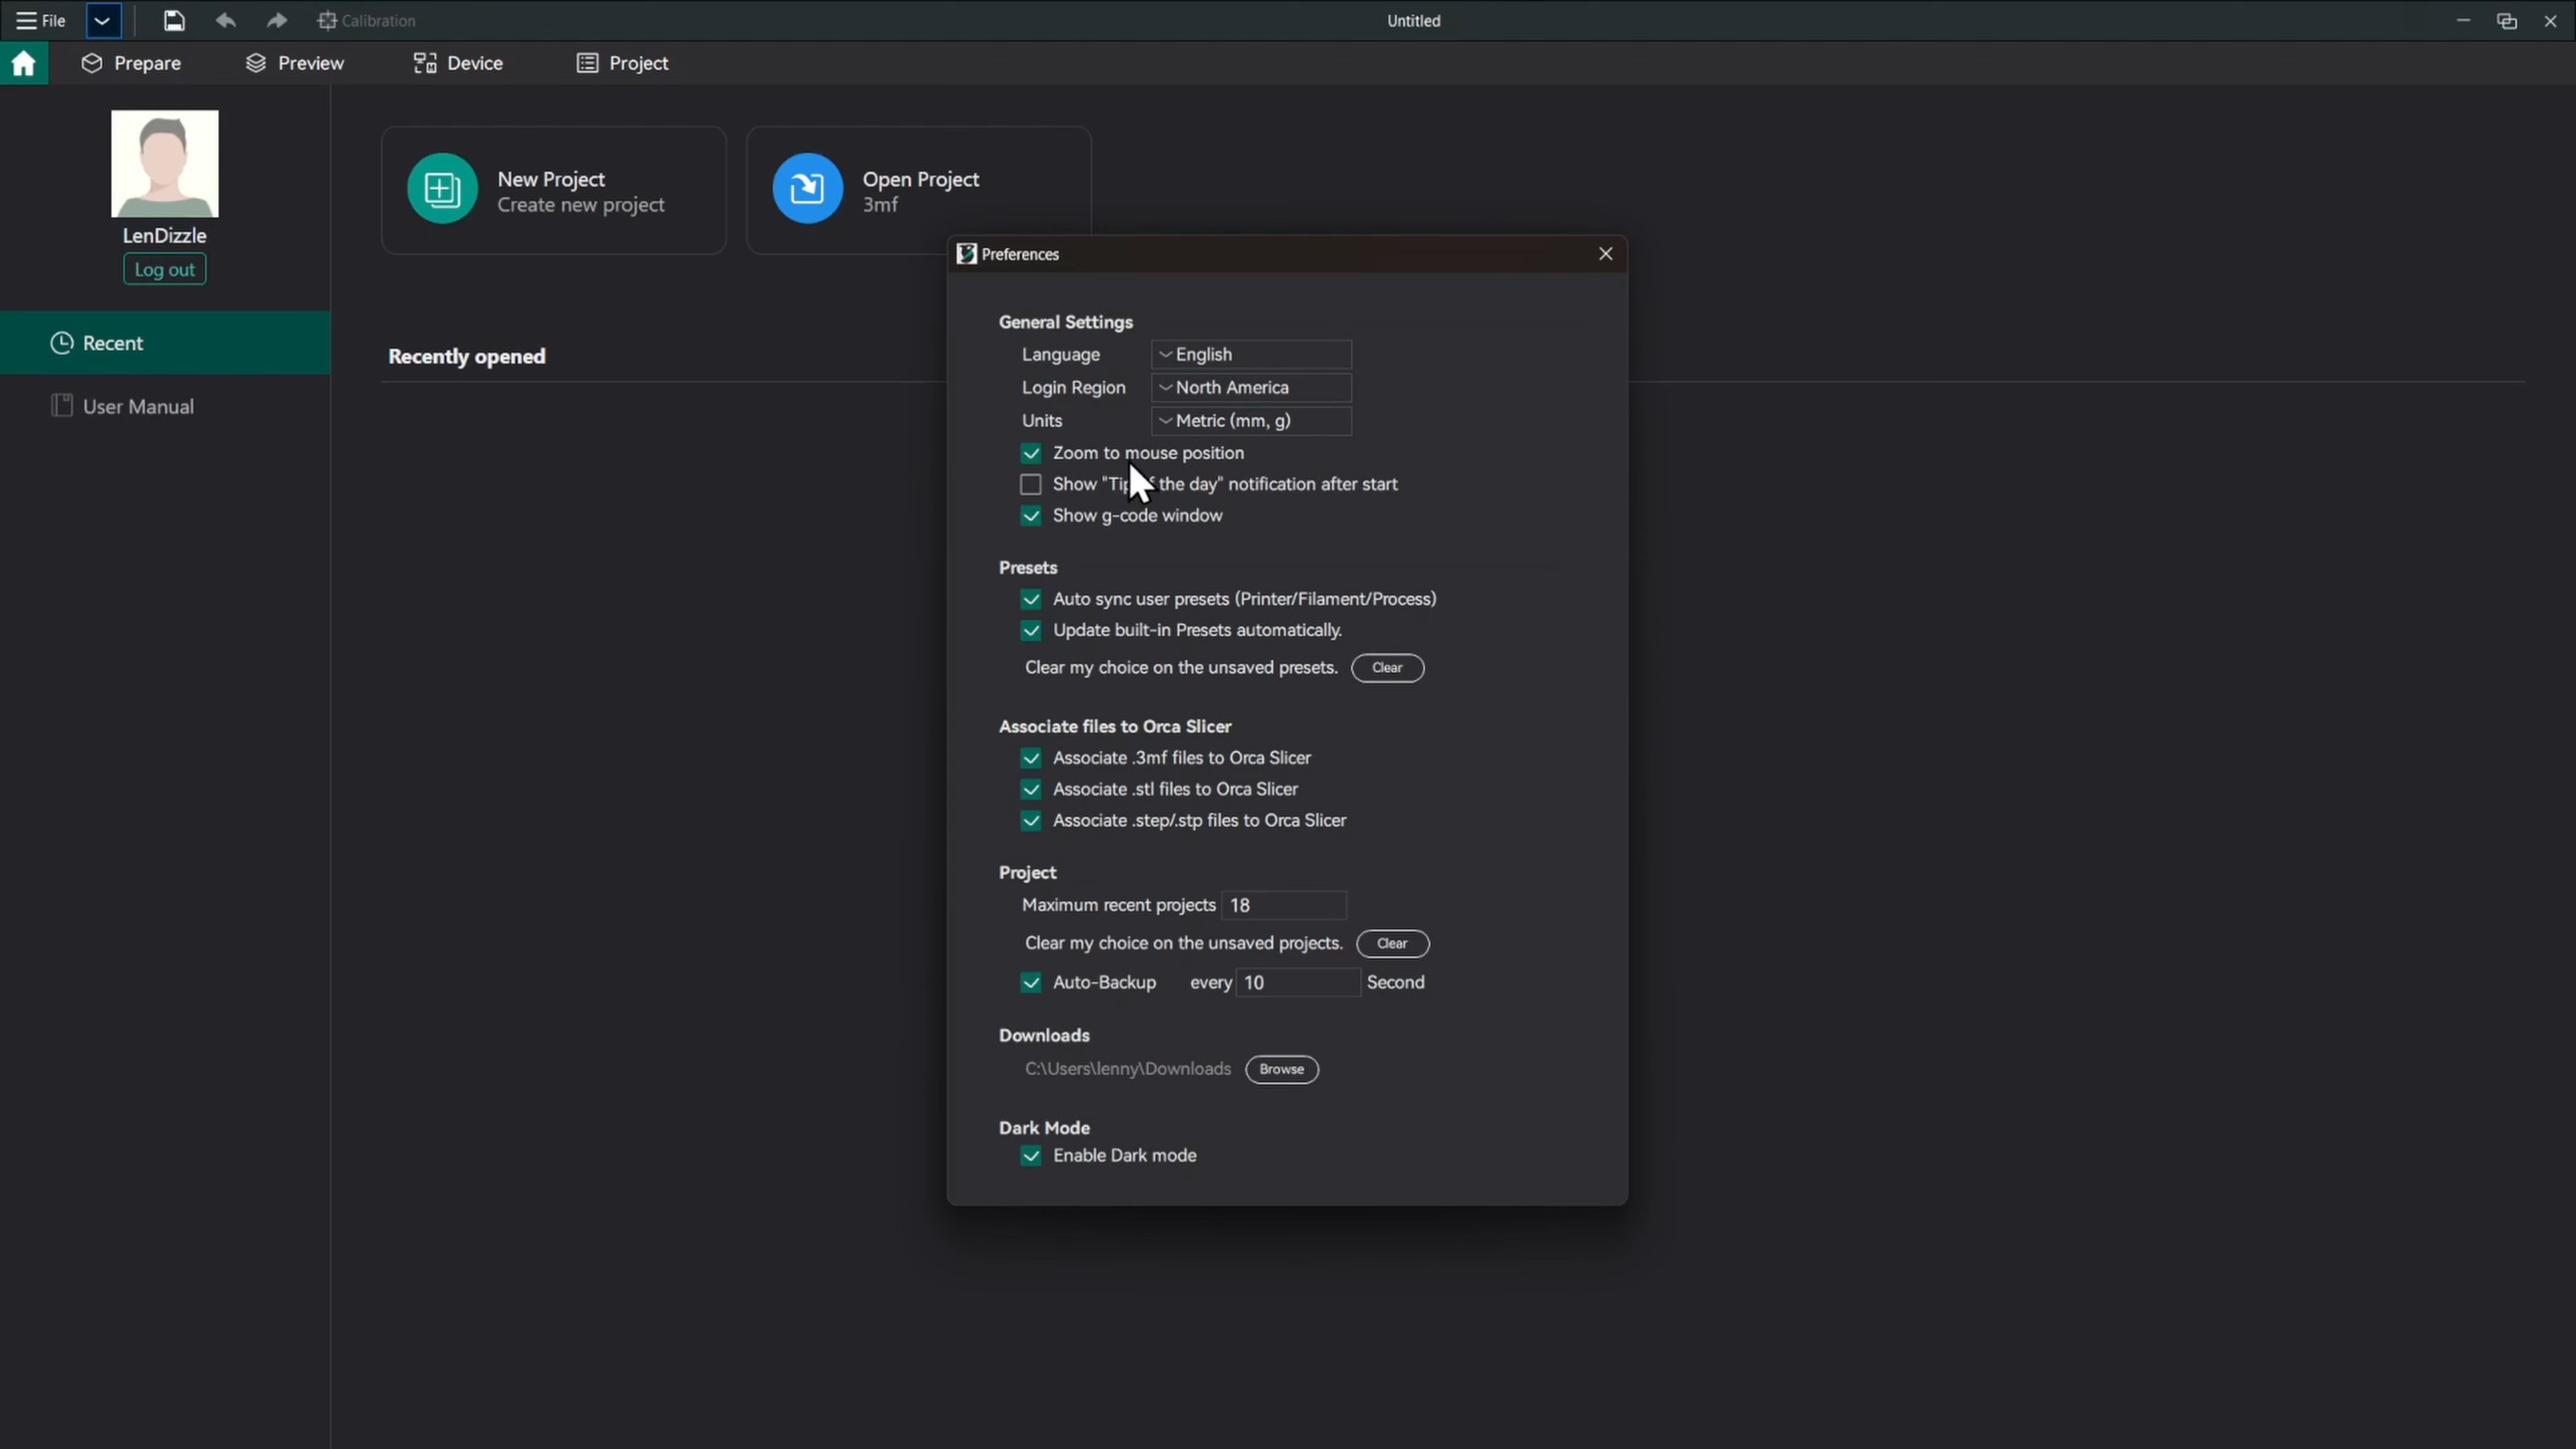 File
Calibration
Untitled
Prepare
Preview
Device
Project
LenDizzle
Log out
Recent
User Manual
New Project
Create new project
Open Project
3mf
Recently opened
Preferences
General Settings
Language English
Login Region North America
Units Metric (mm, g)
Zoom to mouse position
Show "Tip of the day" notification after start
Show g-code window
Presets
Auto sync user presets (Printer/Filament/Process)
Update built-in Presets automatically.
Clear my choice on the unsaved presets. Clear
Associate files to Orca Slicer
Associate .3mf files to Orca Slicer
Associate .stl files to Orca Slicer
Associate .step/.stp files to Orca Slicer
Project
Maximum recent projects 18
Clear my choice on the unsaved projects. Clear
Auto-Backup every 10 Second
Downloads
C:\Users\lenny\Downloads Browse
Dark Mode
Enable Dark mode